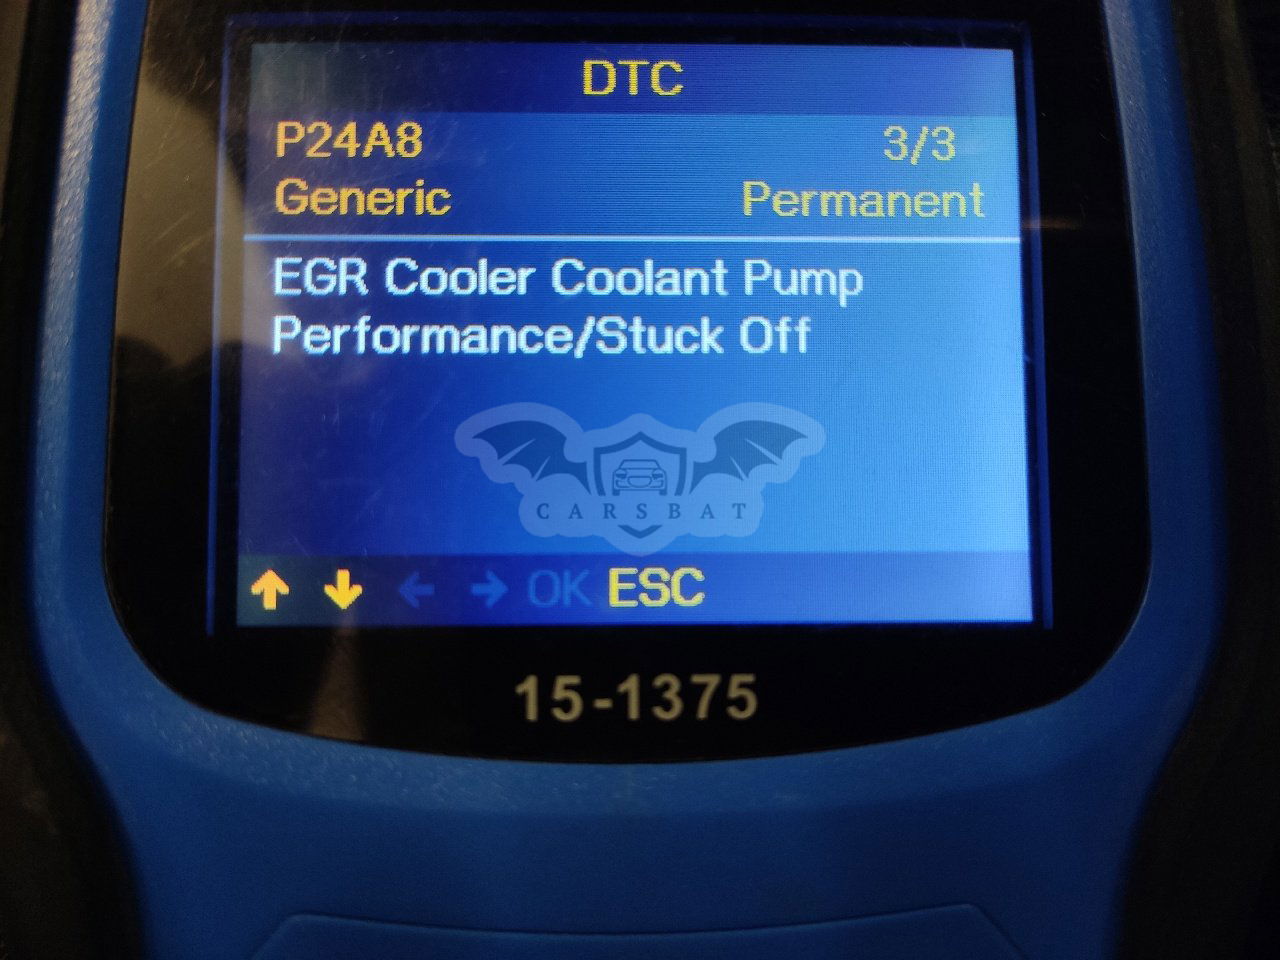 DTC
P24A8 3/3
Generic Permanent
EGR Cooler Coolant Pump
Performance/Stuck Off
CARSBAT
OK ESC
15-1375